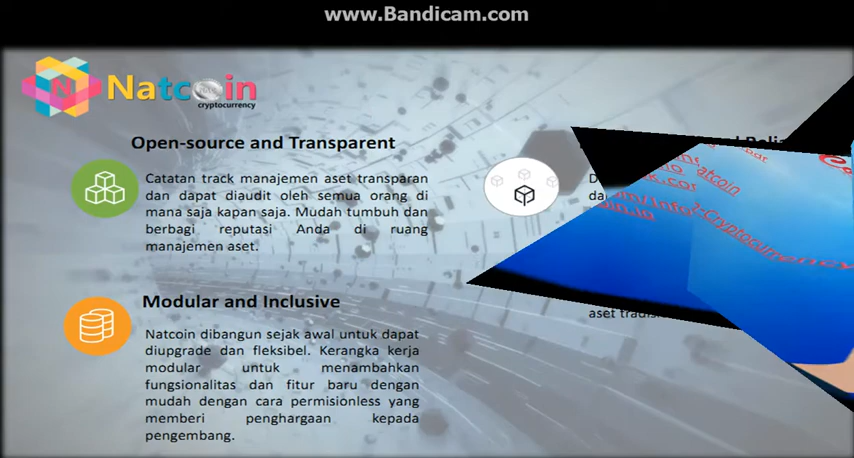 www.Bandicam.com
Natcoin
cryptocurrency
Open-source and Transparent
Catatan track manajemen aset transparan
dan dapat diaudit oleh semua orang di
mana saja kapan saja. Mudah tumbuh dan
berbagi reputasi Anda di ruang
manajemen aset.
Modular and Inclusive
Natcoin dibangun sejak awal untuk dapat
diupgrade dan fleksibel. Kerangka kerja
modular untuk menambahkan
fungsionalitas dan fitur baru dengan
mudah dengan cara permisionless yang
memberi penghargaan kepada
pengembang.
aset